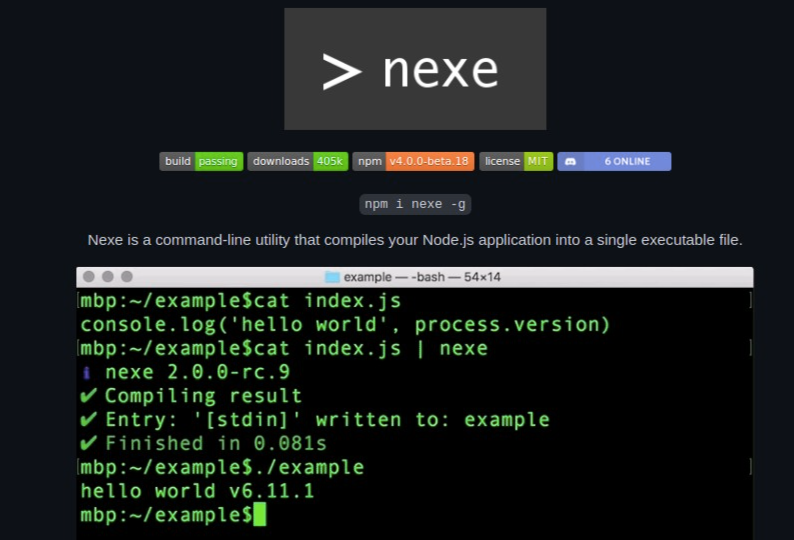 > nexe
build passing downloads 405k npm v4.0.0-beta.18 license MIT 6 ONLINE
npm i nexe -g
Nexe is a command-line utility that compiles your Node.js application into a single executable file.
example — -bash — 54×14
[mbp:~/example$cat index.js ]
console.log('hello world', process.version)
[mbp:~/example$cat index.js | nexe ]
ℹ nexe 2.0.0-rc.9
✔ Compiling result
✔ Entry: '[stdin]' written to: example
✔ Finished in 0.081s
[mbp:~/example$./example ]
hello world v6.11.1
mbp:~/example$